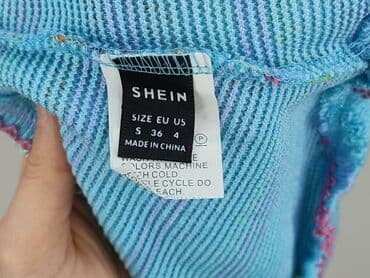 SHEIN
SIZE EU US
S 36 4
MADE IN CHINA
P
COLORS.MACHINE
COLD
CYCLE.DO